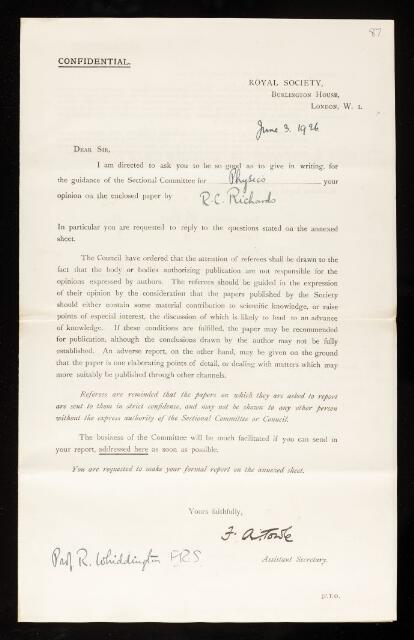 87
CONFIDENTIAL.
ROYAL SOCIETY,
BURLINGTON HOUSE,
LONDON, W. 1.
June 3. 1926
DEAR SIR,
I am directed to ask you to be so good as to give in writing, for
the guidance of the Sectional Committee for Physics your
opinion on the enclosed paper by R.C. Richards
In particular you are requested to reply to the questions stated on the annexed
sheet.
The Council have ordered that the attention of referees shall be drawn to the
fact that the body or bodies authorizing publication are not responsible for the
opinions expressed by authors. The referees should be guided in the expression
of their opinion by the consideration that the papers published by the Society
should either contain some material contribution to scientific knowledge, or raise
points of especial interest, the discussion of which is likely to lead to an advance
of knowledge. If these conditions are fulfilled, the paper may be recommended
for publication, although the conclusions drawn by the author may not be fully
established. An adverse report, on the other hand, may be given on the ground
that the paper is one elaborating points of detail, or dealing with matters which may
more suitably be published through other channels.
Referees are reminded that the papers on which they are asked to report
are sent to them in strict confidence, and may not be shown to any other person
without the express authority of the Sectional Committee or Council.
The business of the Committee will be much facilitated if you can send in
your report, addressed here as soon as possible.
You are requested to make your formal report on the annexed sheet.
Yours faithfully,
F. A. Towle
Prof R. Whiddington F.R.S.
Assistant Secretary.
P.T.O.